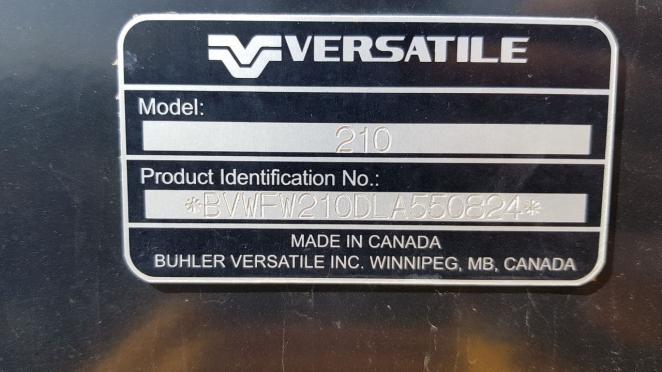 VERSATILE
Model:
210
Product Identification No.:
*BVWFW210DLA550824*
MADE IN CANADA
BUHLER VERSATILE INC. WINNIPEG, MB, CANADA